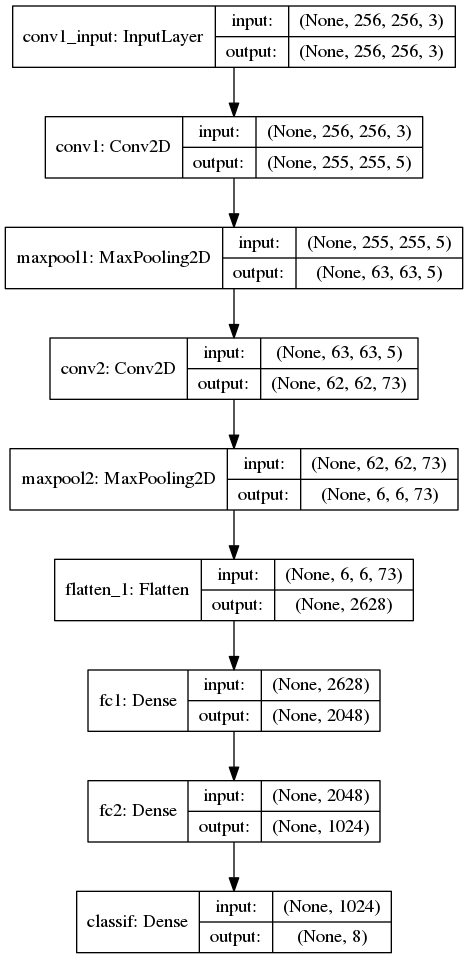 conv1_input: InputLayer
input: (None, 256, 256, 3)
output: (None, 256, 256, 3)
conv1: Conv2D
input: (None, 256, 256, 3)
output: (None, 255, 255, 5)
maxpool1: MaxPooling2D
input: (None, 255, 255, 5)
output: (None, 63, 63, 5)
conv2: Conv2D
input: (None, 63, 63, 5)
output: (None, 62, 62, 73)
maxpool2: MaxPooling2D
input: (None, 62, 62, 73)
output: (None, 6, 6, 73)
flatten_1: Flatten
input: (None, 6, 6, 73)
output: (None, 2628)
fc1: Dense
input: (None, 2628)
output: (None, 2048)
fc2: Dense
input: (None, 2048)
output: (None, 1024)
classif: Dense
input: (None, 1024)
output: (None, 8)